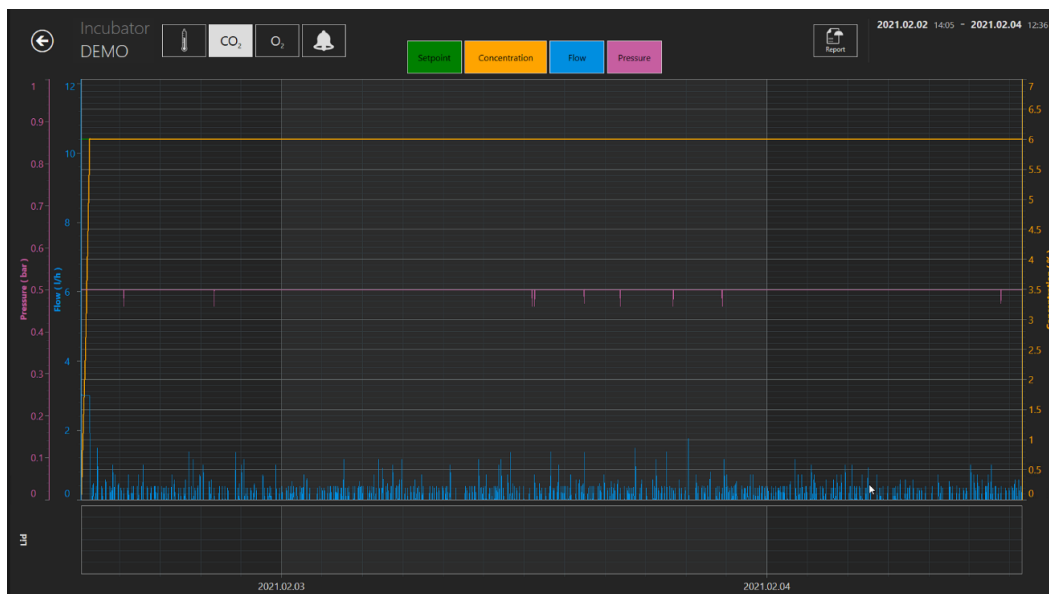 Incubator
DEMO
CO₂
O₂
Setpoint
Concentration
Flow
Pressure
Report
2021.02.02 14:05 - 2021.02.04 12:36
1
0.9
0.8
0.7
0.6
0.5
0.4
0.3
0.2
0.1
0
Pressure ( bar )
12
10
8
6
4
2
0
Flow ( l/h )
7
6.5
6
5.5
5
4.5
4
3.5
3
2.5
2
1.5
1
0.5
0
Lid
2021.02.03
2021.02.04